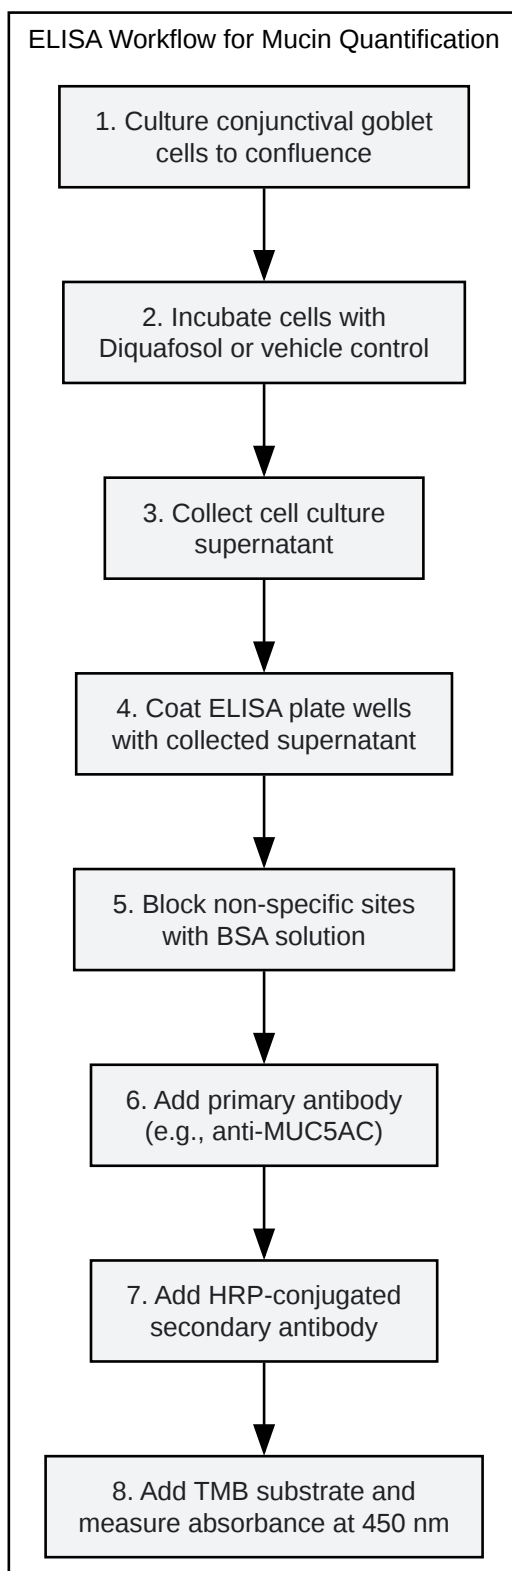 ELISA Workflow for Mucin Quantification
1. Culture conjunctival goblet
cells to confluence
2. Incubate cells with
Diquafosol or vehicle control
3. Collect cell culture
supernatant
4. Coat ELISA plate wells
with collected supernatant
5. Block non-specific sites
with BSA solution
6. Add primary antibody
(e.g., anti-MUC5AC)
7. Add HRP-conjugated
secondary antibody
8. Add TMB substrate and
measure absorbance at 450 nm